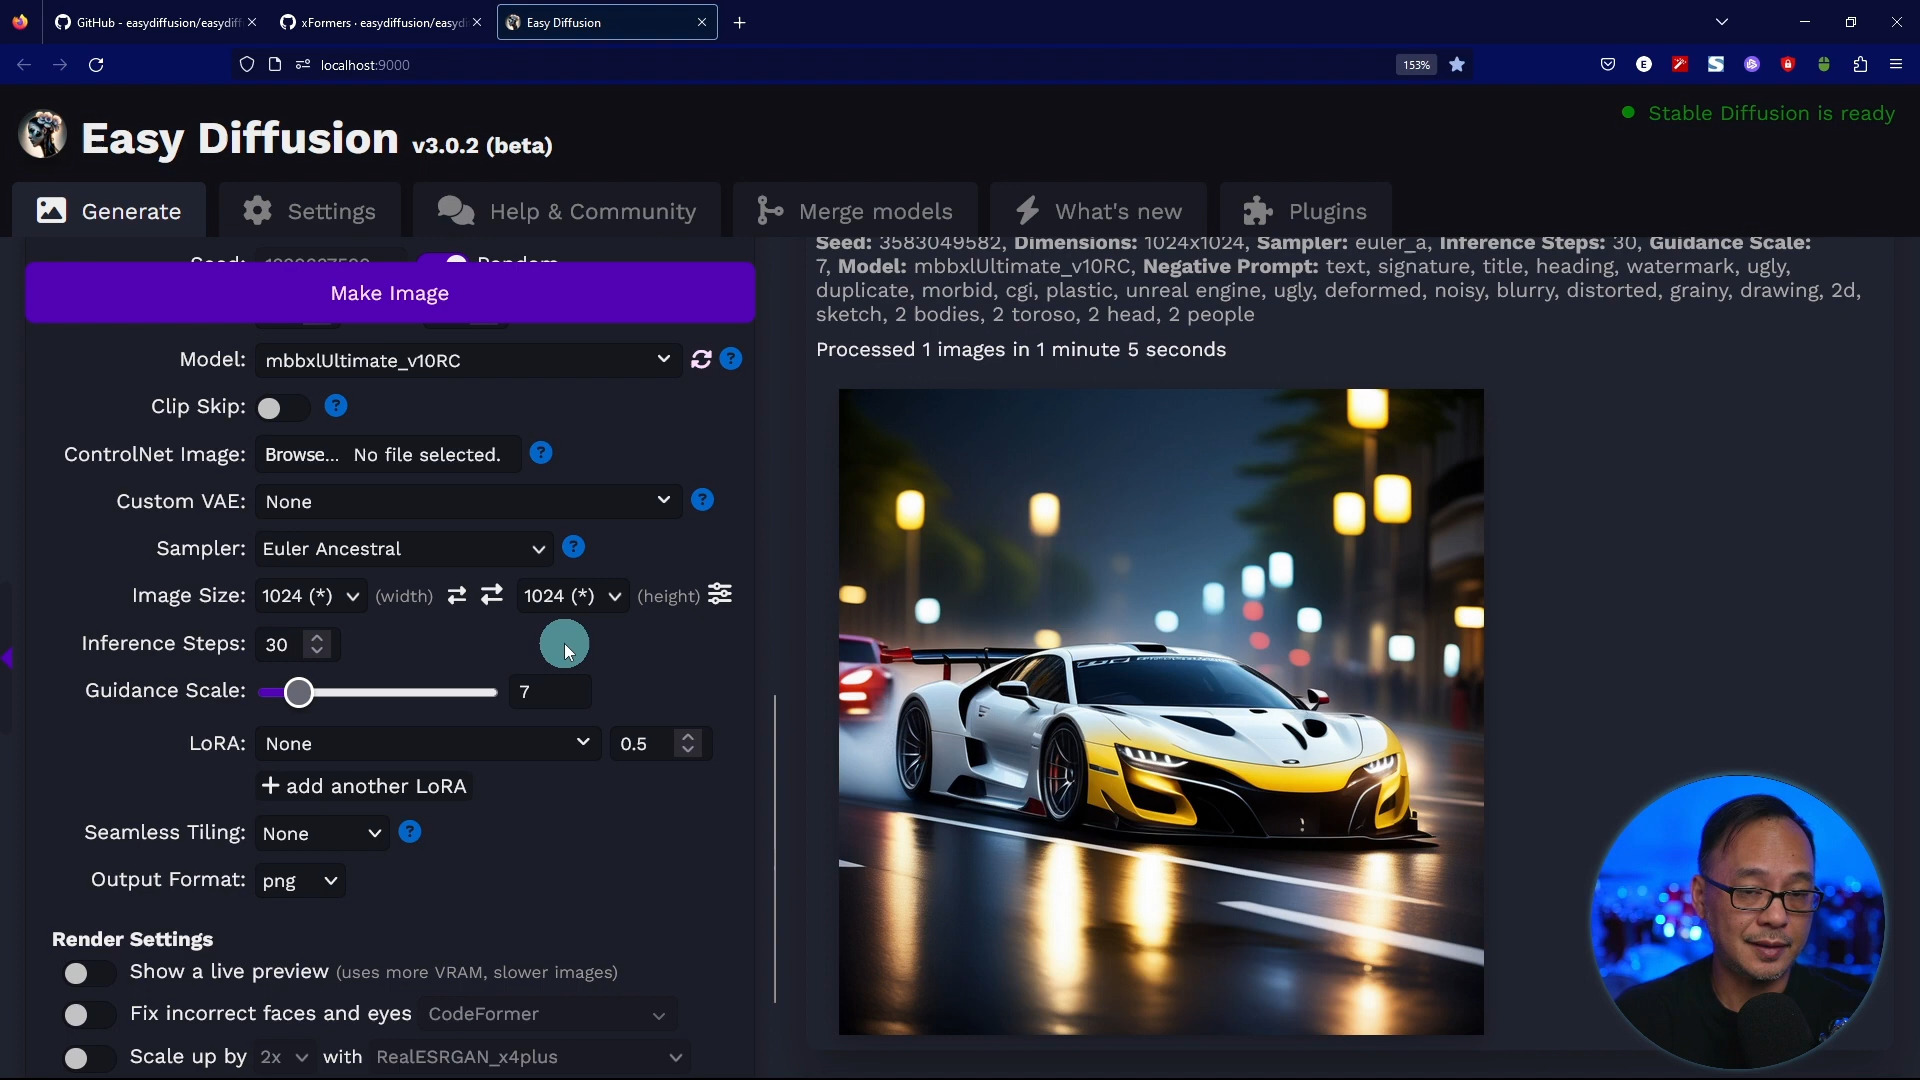 GitHub - easydiffusion/easydiff
xFormers · easydiffusion/easydi
Easy Diffusion
localhost:9000
153%
Easy Diffusion v3.0.2 (beta)
Stable Diffusion is ready
Generate
Settings
Help & Community
Merge models
What's new
Plugins
Make Image
Model: mbbxlUltimate_v10RC
Clip Skip:
ControlNet Image: Browse... No file selected.
Custom VAE: None
Sampler: Euler Ancestral
Image Size: 1024 (*) (width) 1024 (*) (height)
Inference Steps: 30
Guidance Scale: 7
LoRA: None 0.5
+ add another LoRA
Seamless Tiling: None
Output Format: png
Render Settings
Show a live preview (uses more VRAM, slower images)
Fix incorrect faces and eyes CodeFormer
Scale up by 2x with RealESRGAN_x4plus
Seed: 3583049582, Dimensions: 1024x1024, Sampler: euler_a, Inference Steps: 30, Guidance Scale:
7, Model: mbbxlUltimate_v10RC, Negative Prompt: text, signature, title, heading, watermark, ugly,
duplicate, morbid, cgi, plastic, unreal engine, ugly, deformed, noisy, blurry, distorted, grainy, drawing, 2d,
sketch, 2 bodies, 2 toroso, 2 head, 2 people
Processed 1 images in 1 minute 5 seconds